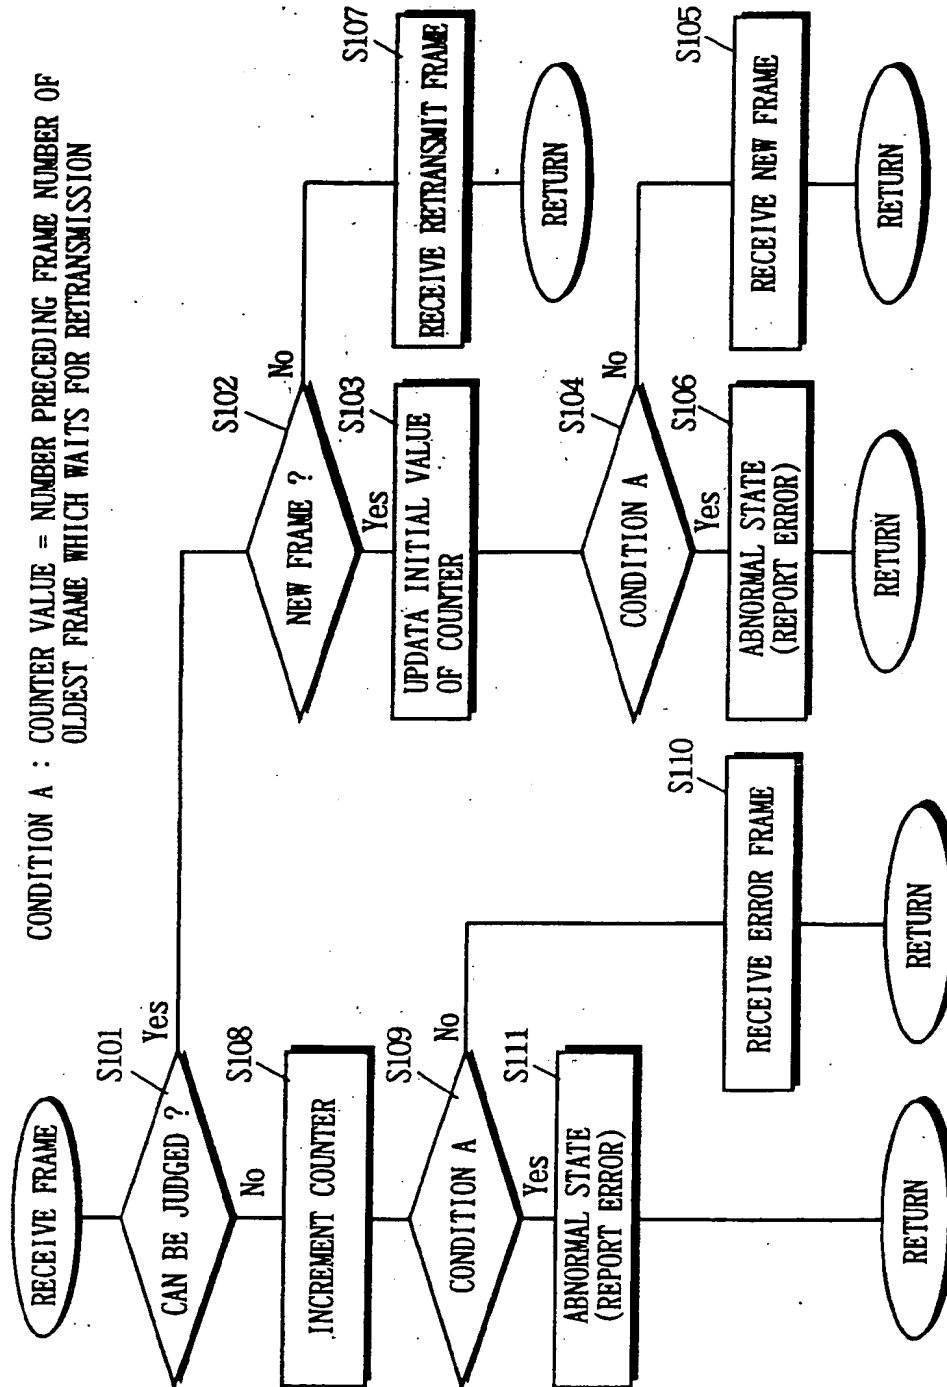 CONDITION A : COUNTER VALUE = NUMBER PRECEDING FRAME NUMBER OF
OLDEST FRAME WHICH WAITS FOR RETRANSMISSION
RECEIVE FRAME
S101
CAN BE JUDGED ?
Yes
No
S108
INCREMENT COUNTER
S109
CONDITION A
No
Yes
S111
ABNORMAL STATE
(REPORT ERROR)
RETURN
S110
RECEIVE ERROR FRAME
RETURN
S102
NEW FRAME ?
No
Yes
S103
UPDATA INITIAL VALUE
OF COUNTER
S104
CONDITION A
No
Yes
S106
ABNORMAL STATE
(REPORT ERROR)
RETURN
S107
RECEIVE RETRANSMIT FRAME
RETURN
S105
RECEIVE NEW FRAME
RETURN